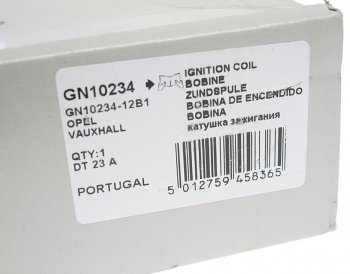 GN10234
GN10234-12B1
OPEL
VAUXHALL
QTY:1
DT 23 A
PORTUGAL
IGNITION COIL
BOBINE
ZUNDSPULE
BOBINA DE ENCENDIDO
BOBINA
катушка зажигания
5 012759 458365